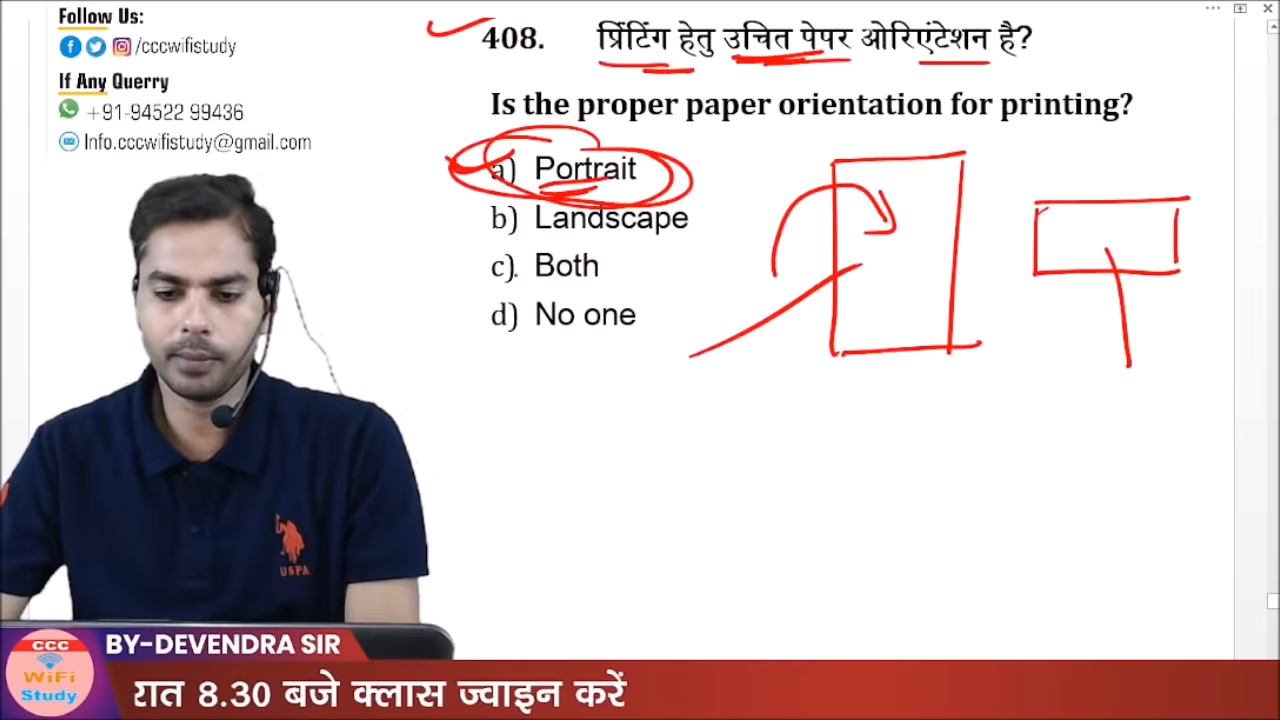 Follow Us:
/cccwifistudy
If Any Querry
+91-94522 99436
Info.cccwifistudy@gmail.com
408. प्रिंटिंग हेतु उचित पेपर ओरिएंटेशन है?
Is the proper paper orientation for printing?
a) Portrait
b) Landscape
c). Both
d) No one
USPA
CCC
WiFi
Study
BY-DEVENDRA SIR
रात 8.30 बजे क्लास ज्वाइन करें